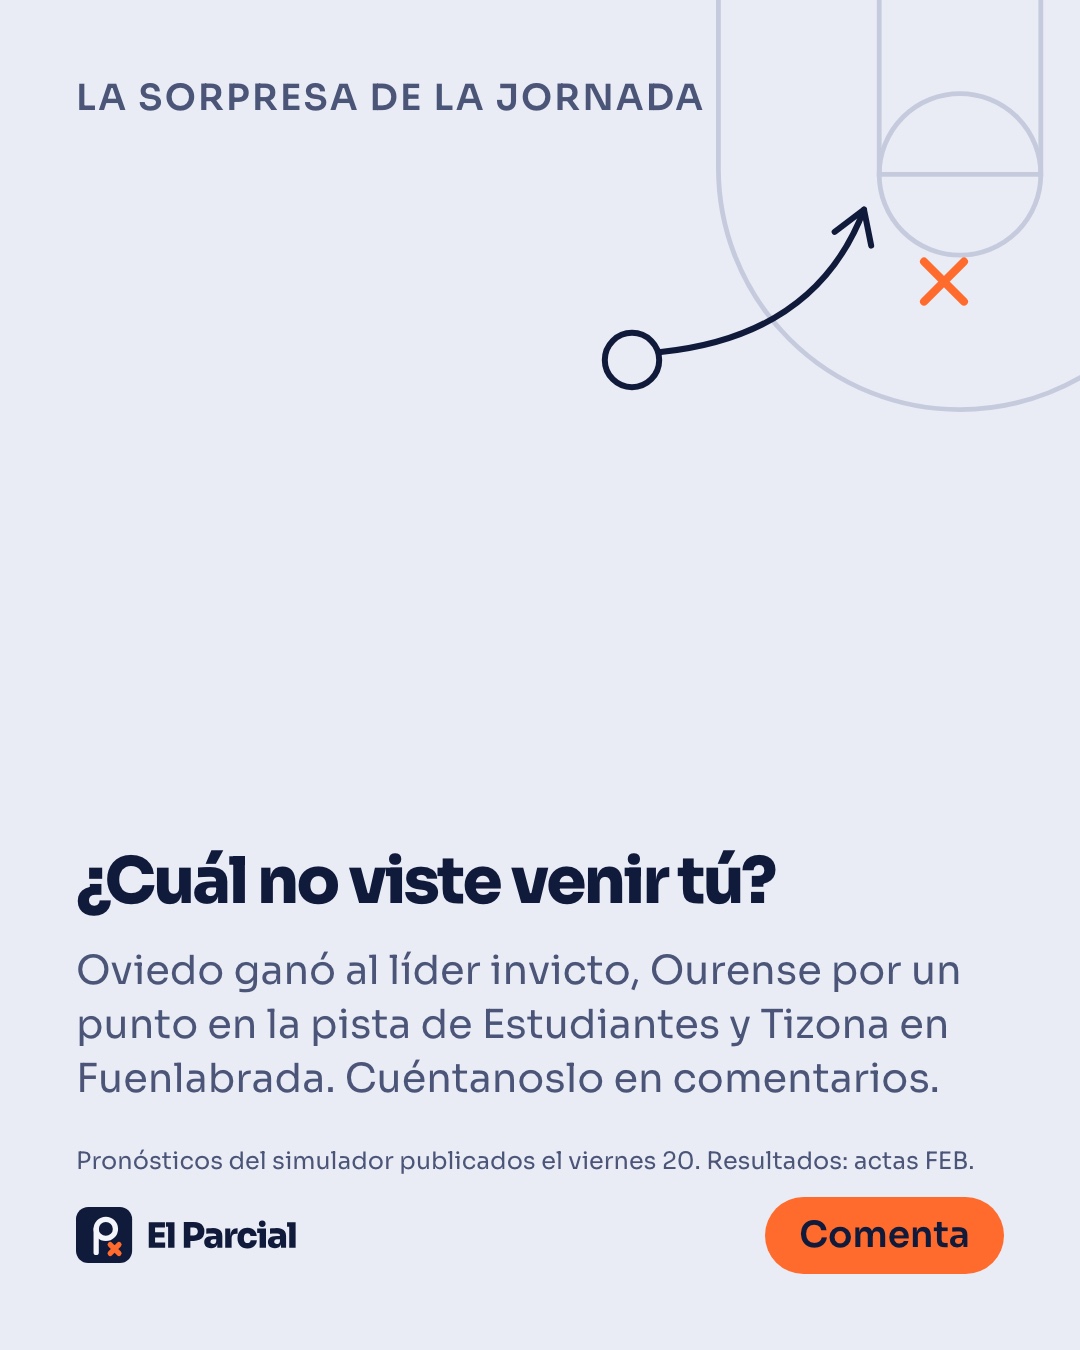 LA SORPRESA DE LA JORNADA
¿Cuál no viste venir tú?
Oviedo ganó al líder invicto, Ourense por un
punto en la pista de Estudiantes y Tizona en
Fuenlabrada. Cuéntanoslo en comentarios.
Pronósticos del simulador publicados el viernes 20. Resultados: actas FEB.
El Parcial
Comenta